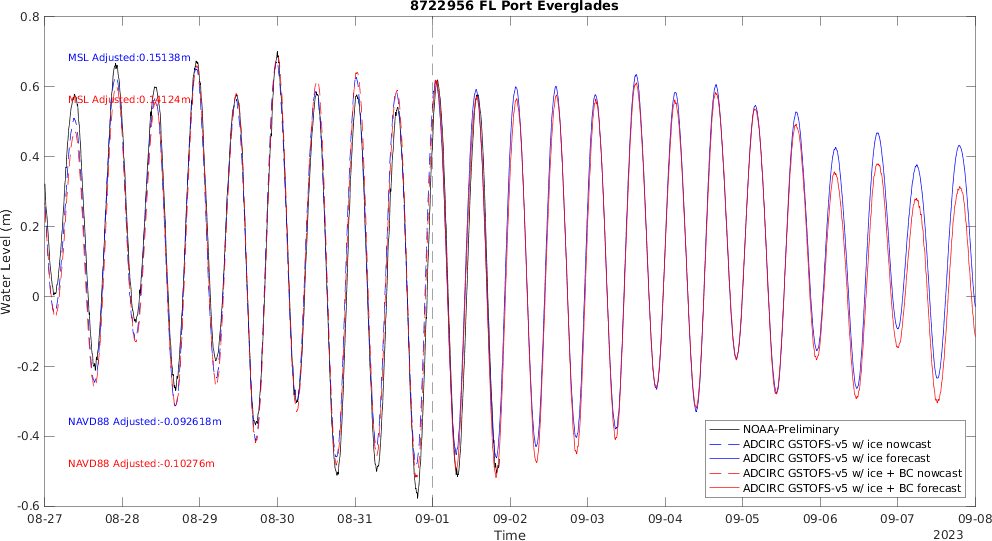 8722956 FL Port Everglades
0.8
0.6
0.4
0.2
0
-0.2
-0.4
-0.6
Water Level (m)
MSL Adjusted:0.15138m
MSL Adjusted:0.14124m
NAVD88 Adjusted:-0.092618m
NAVD88 Adjusted:-0.10276m
NOAA-Preliminary
ADCIRC GSTOFS-v5 w/ ice nowcast
ADCIRC GSTOFS-v5 w/ ice forecast
ADCIRC GSTOFS-v5 w/ ice + BC nowcast
ADCIRC GSTOFS-v5 w/ ice + BC forecast
08-27 08-28 08-29 08-30 08-31 09-01 09-02 09-03 09-04 09-05 09-06 09-07 09-08
Time
2023